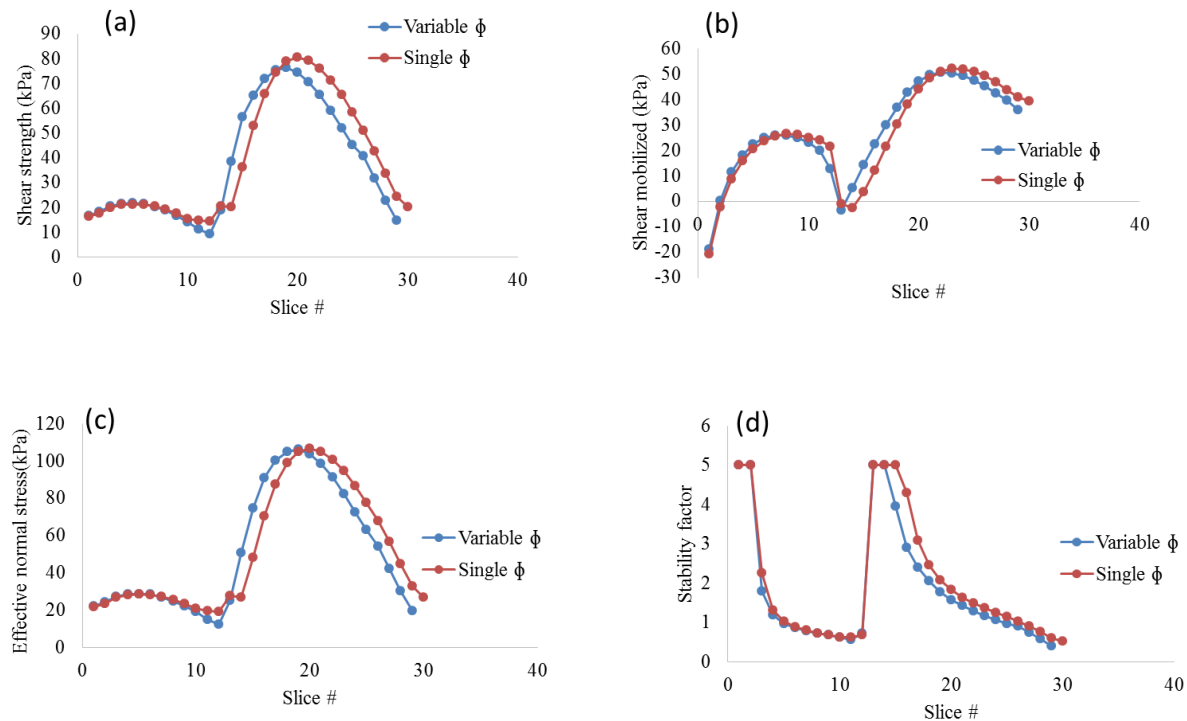 (a)
Shear strength (kPa)
90
80
70
60
50
40
30
20
10
0
0 10 20 30 40
Slice #
Variable ϕ
Single ϕ
(b)
Shear mobilized (kPa)
60
50
40
30
20
10
0
-10
-20
-30
0 10 20 30 40
Slice #
Variable ϕ
Single ϕ
(c)
Effective normal stress(kPa)
120
100
80
60
40
20
0
0 10 20 30 40
Slice #
Variable ϕ
Single ϕ
(d)
Stability factor
6
5
4
3
2
1
0
0 10 20 30 40
Slice #
Variable ϕ
Single ϕ